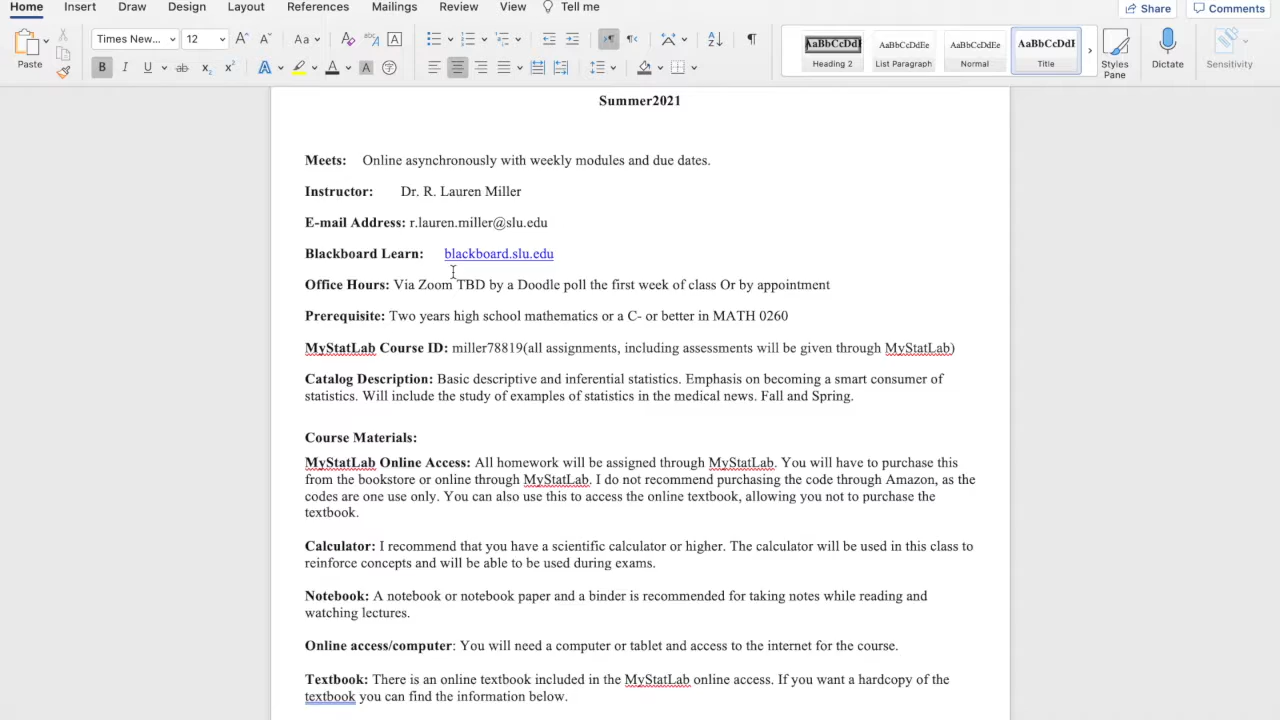 Home Insert Draw Design Layout References Mailings Review View Tell me Share Comments
Paste Times New... 12 Aa AaBbCcDdI AaBbCcDdEe AaBbCcDdEe AaBbCcDdI
Heading 2 List Paragraph Normal Title Styles Pane Dictate Sensitivity
Summer2021
Meets: Online asynchronously with weekly modules and due dates.
Instructor: Dr. R. Lauren Miller
E-mail Address: r.lauren.miller@slu.edu
Blackboard Learn: blackboard.slu.edu
Office Hours: Via Zoom TBD by a Doodle poll the first week of class Or by appointment
Prerequisite: Two years high school mathematics or a C- or better in MATH 0260
MyStatLab Course ID: miller78819(all assignments, including assessments will be given through MyStatLab)
Catalog Description: Basic descriptive and inferential statistics. Emphasis on becoming a smart consumer of
statistics. Will include the study of examples of statistics in the medical news. Fall and Spring.
Course Materials:
MyStatLab Online Access: All homework will be assigned through MyStatLab. You will have to purchase this
from the bookstore or online through MyStatLab. I do not recommend purchasing the code through Amazon, as the
codes are one use only. You can also use this to access the online textbook, allowing you not to purchase the
textbook.
Calculator: I recommend that you have a scientific calculator or higher. The calculator will be used in this class to
reinforce concepts and will be able to be used during exams.
Notebook: A notebook or notebook paper and a binder is recommended for taking notes while reading and
watching lectures.
Online access/computer: You will need a computer or tablet and access to the internet for the course.
Textbook: There is an online textbook included in the MyStatLab online access. If you want a hardcopy of the
textbook you can find the information below.